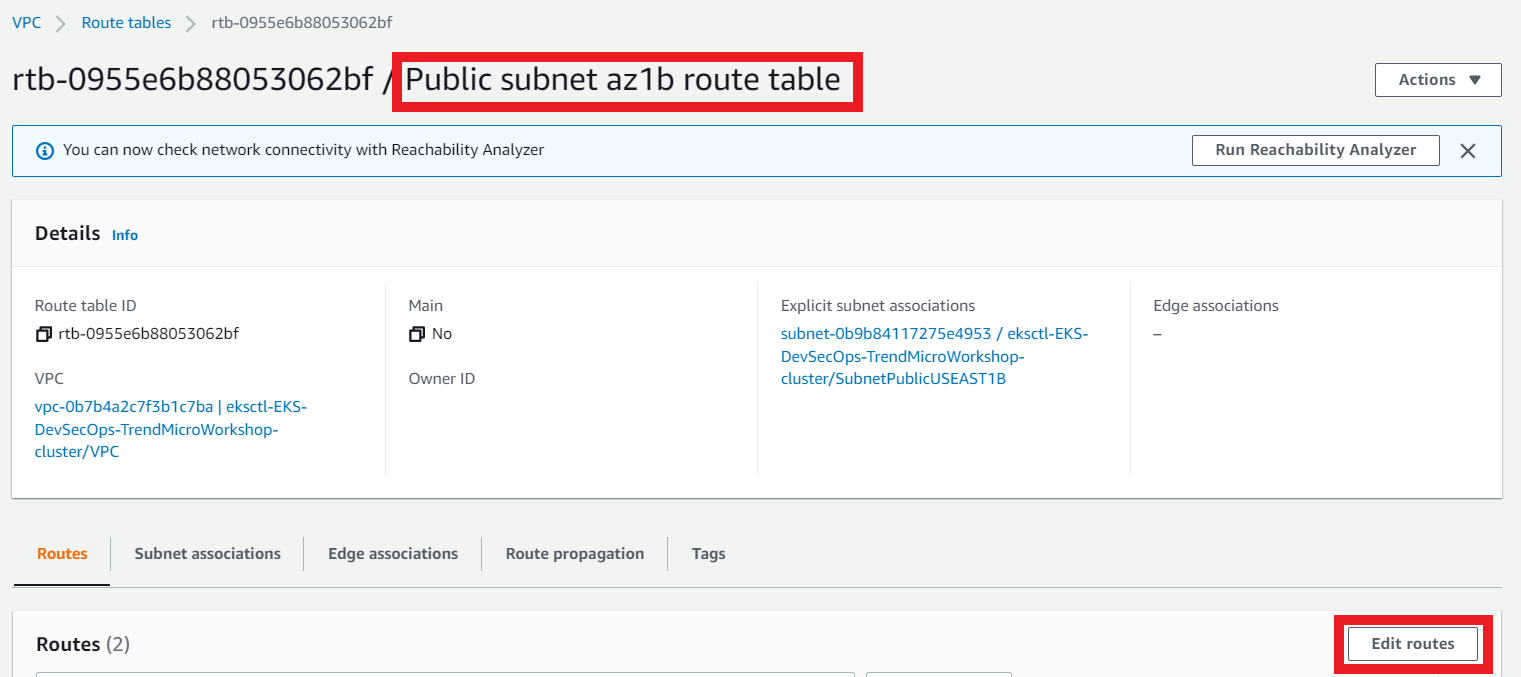 VPC > Route tables > rtb-0955e6b88053062bf
rtb-0955e6b88053062bf / Public subnet az1b route table
Actions ▼
You can now check network connectivity with Reachability Analyzer
Run Reachability Analyzer
Details Info
Route table ID
rtb-0955e6b88053062bf
VPC
vpc-0b7b4a2c7f3b1c7ba | eksctl-EKS-
DevSecOps-TrendMicroWorkshop-
cluster/VPC
Main
No
Owner ID
Explicit subnet associations
subnet-0b9b84117275e4953 / eksctl-EKS-
DevSecOps-TrendMicroWorkshop-
cluster/SubnetPublicUSEAST1B
Edge associations
–
Routes Subnet associations Edge associations Route propagation Tags
Routes (2)
Edit routes